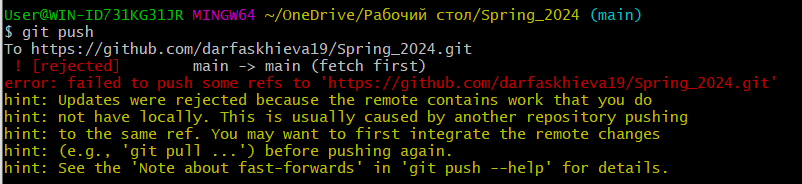 User@WIN-ID731KG31JR MINGW64 ~/OneDrive/Рабочий стол/Spring_2024 (main)
$ git push
To https://github.com/darfaskhieva19/Spring_2024.git
 ! [rejected]        main -> main (fetch first)
error: failed to push some refs to 'https://github.com/darfaskhieva19/Spring_2024.git'
hint: Updates were rejected because the remote contains work that you do
hint: not have locally. This is usually caused by another repository pushing
hint: to the same ref. You may want to first integrate the remote changes
hint: (e.g., 'git pull ...') before pushing again.
hint: See the 'Note about fast-forwards' in 'git push --help' for details.